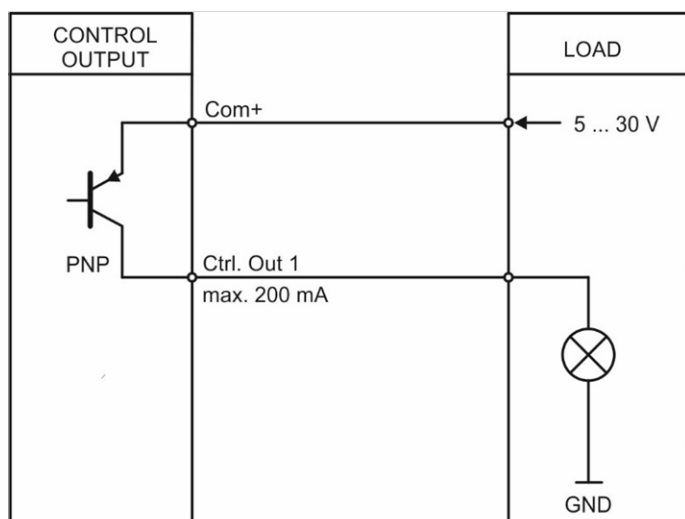 CONTROL
OUTPUT
LOAD
Com+
5 ... 30 V
PNP
Ctrl. Out 1
max. 200 mA
GND